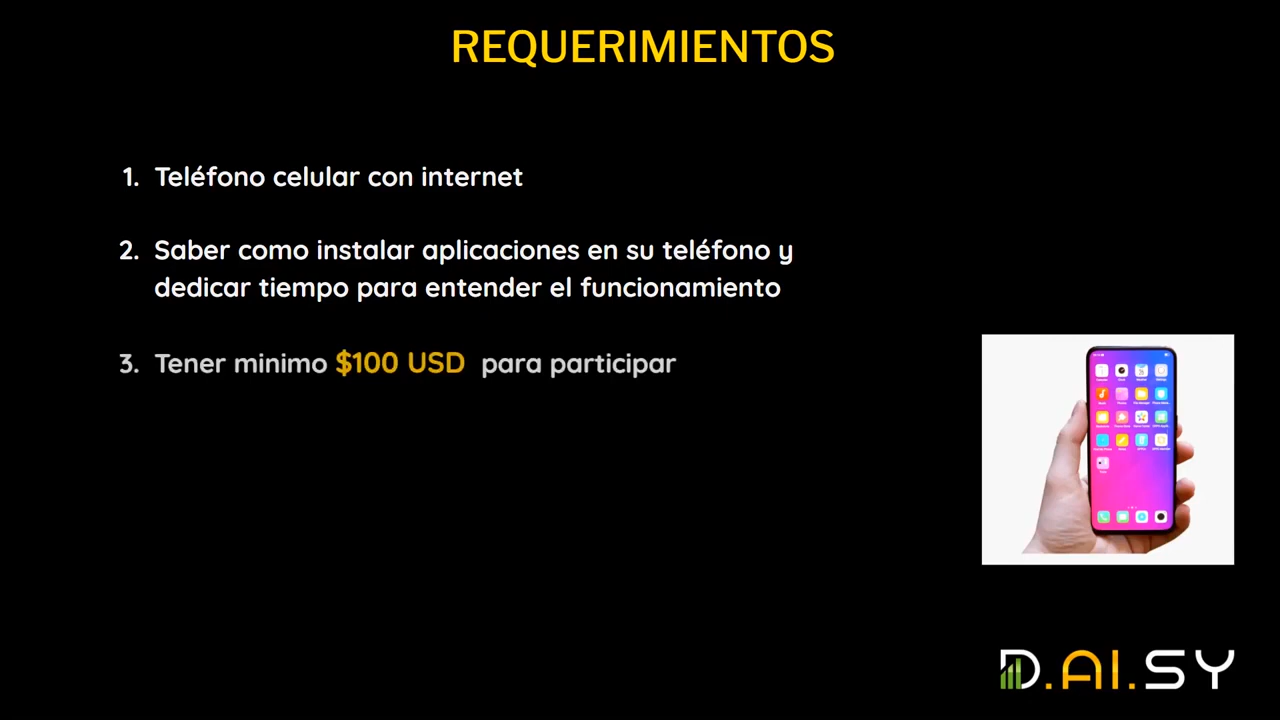 REQUERIMIENTOS
1. Teléfono celular con internet
2. Saber como instalar aplicaciones en su teléfono y
dedicar tiempo para entender el funcionamiento
3. Tener minimo $100 USD para participar
D.AI.SY